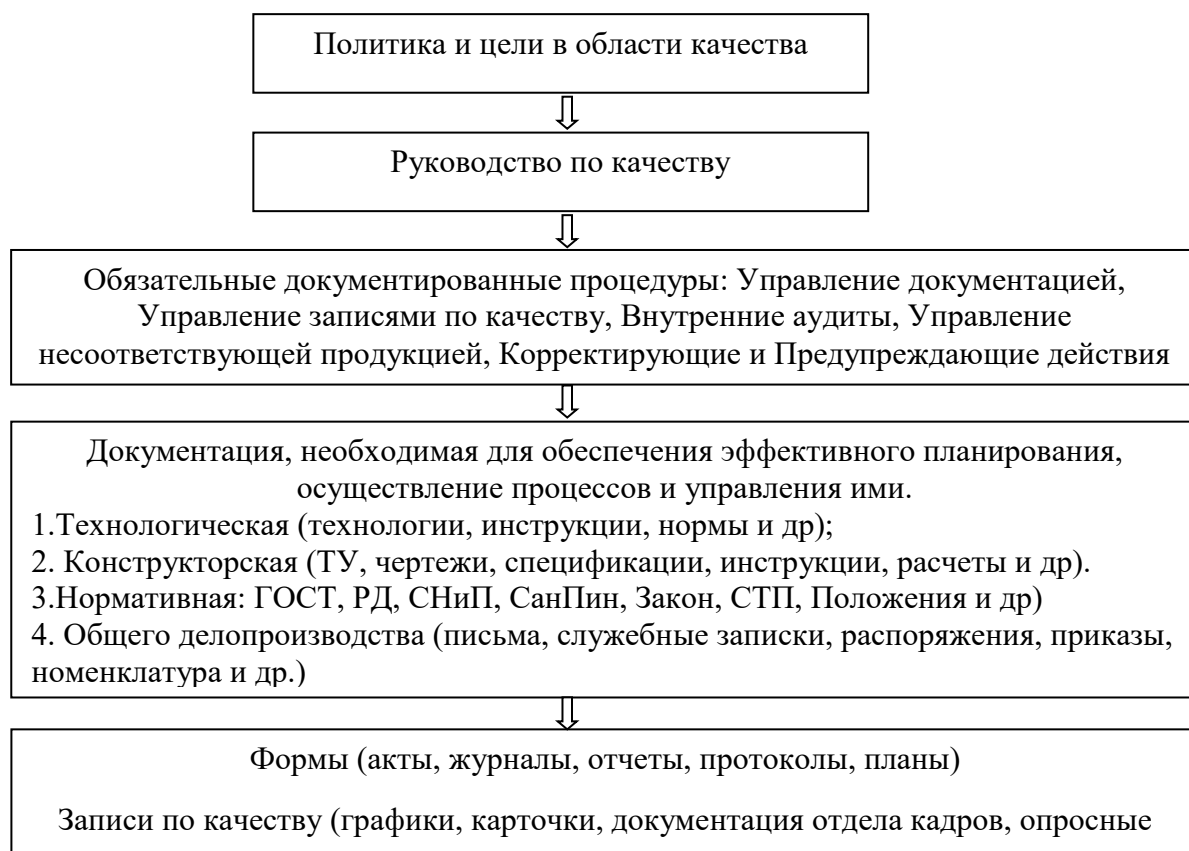 Политика и цели в области качества
Руководство по качеству
Обязательные документированные процедуры: Управление документацией,
Управление записями по качеству, Внутренние аудиты, Управление
несоответствующей продукцией, Корректирующие и Предупреждающие действия
Документация, необходимая для обеспечения эффективного планирования,
осуществление процессов и управления ими.
1.Технологическая (технологии, инструкции, нормы и др);
2. Конструкторская (ТУ, чертежи, спецификации, инструкции, расчеты и др).
3.Нормативная: ГОСТ, РД, СНиП, СанПин, Закон, СТП, Положения и др)
4. Общего делопроизводства (письма, служебные записки, распоряжения, приказы,
номенклатура и др.)
Формы (акты, журналы, отчеты, протоколы, планы)
Записи по качеству (графики, карточки, документация отдела кадров, опросные